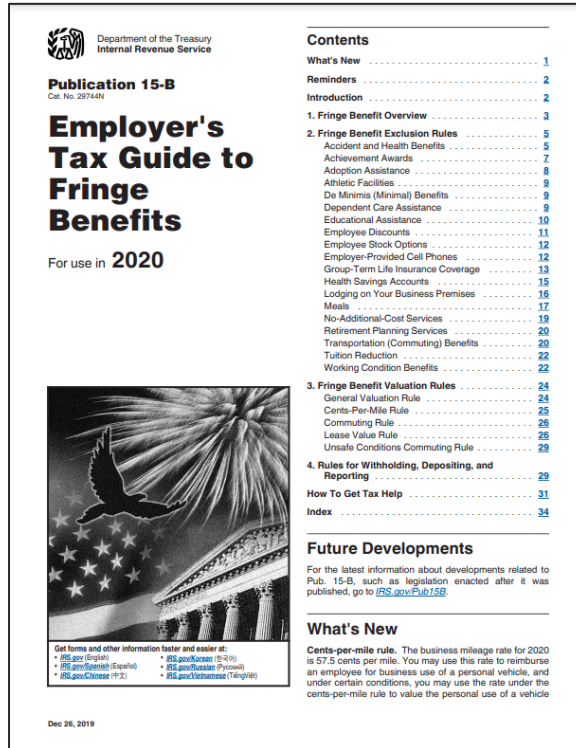 Department of the Treasury
Internal Revenue Service
Publication 15-B
Cat. No. 29744N
Employer's
Tax Guide to
Fringe
Benefits
For use in 2020
Get forms and other information faster and easier at:
• IRS.gov (English)
• IRS.gov/Spanish (Español)
• IRS.gov/Chinese (中文)
• IRS.gov/Korean (한국어)
• IRS.gov/Russian (Pусский)
• IRS.gov/Vietnamese (TiếngViệt)
Dec 26, 2019
Contents
What's New . . . . . . . . . . . . . . . . . . . . . . . . . . . . 1
Reminders . . . . . . . . . . . . . . . . . . . . . . . . . . . . 2
Introduction . . . . . . . . . . . . . . . . . . . . . . . . . . . 2
1. Fringe Benefit Overview . . . . . . . . . . . . . . . . . . 3
2. Fringe Benefit Exclusion Rules . . . . . . . . . . . . . 5
Accident and Health Benefits . . . . . . . . . . . . . . 5
Achievement Awards . . . . . . . . . . . . . . . . . . . 7
Adoption Assistance . . . . . . . . . . . . . . . . . . . 8
Athletic Facilities . . . . . . . . . . . . . . . . . . . . . . 9
De Minimis (Minimal) Benefits . . . . . . . . . . . . . 9
Dependent Care Assistance . . . . . . . . . . . . . . 9
Educational Assistance . . . . . . . . . . . . . . . . . 10
Employee Discounts . . . . . . . . . . . . . . . . . . . 11
Employee Stock Options . . . . . . . . . . . . . . . . 12
Employer-Provided Cell Phones . . . . . . . . . . . 12
Group-Term Life Insurance Coverage . . . . . . . 13
Health Savings Accounts . . . . . . . . . . . . . . . . 15
Lodging on Your Business Premises . . . . . . . 16
Meals . . . . . . . . . . . . . . . . . . . . . . . . . . . . . 17
No-Additional-Cost Services . . . . . . . . . . . . . 19
Retirement Planning Services . . . . . . . . . . . . 20
Transportation (Commuting) Benefits . . . . . . . 20
Tuition Reduction . . . . . . . . . . . . . . . . . . . . . 22
Working Condition Benefits . . . . . . . . . . . . . . 22
3. Fringe Benefit Valuation Rules . . . . . . . . . . . . 24
General Valuation Rule . . . . . . . . . . . . . . . . . 24
Cents-Per-Mile Rule . . . . . . . . . . . . . . . . . . . 25
Commuting Rule . . . . . . . . . . . . . . . . . . . . . 26
Lease Value Rule . . . . . . . . . . . . . . . . . . . . . 26
Unsafe Conditions Commuting Rule . . . . . . . . 29
4. Rules for Withholding, Depositing, and
Reporting . . . . . . . . . . . . . . . . . . . . . . . . . . 29
How To Get Tax Help . . . . . . . . . . . . . . . . . . . . 31
Index . . . . . . . . . . . . . . . . . . . . . . . . . . . . . . . 34
Future Developments
For the latest information about developments related to
Pub. 15-B, such as legislation enacted after it was
published, go to IRS.gov/Pub15B.
What's New
Cents-per-mile rule. The business mileage rate for 2020
is 57.5 cents per mile. You may use this rate to reimburse
an employee for business use of a personal vehicle, and
under certain conditions, you may use the rate under the
cents-per-mile rule to value the personal use of a vehicle